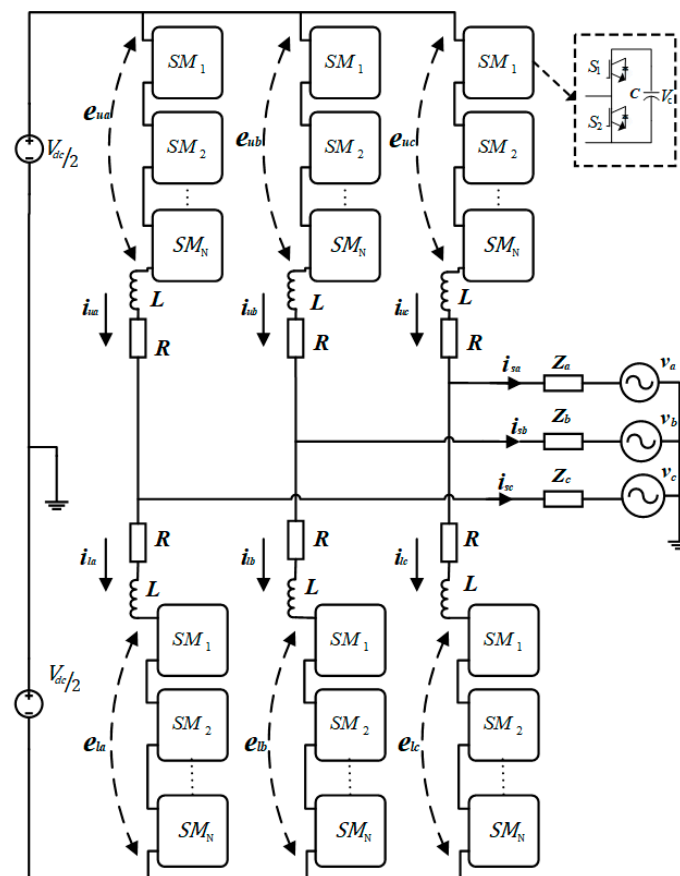 SM1 SM1 SM1
S1
C Vc
S2
eua eub euc
Vdc/2
SM2 SM2 SM2
SMN SMN SMN
L L L
iua iub iuc
R R R
isa Za va
isb Zb vb
isc Zc vc
R R R
ila ilb ilc
L L L
SM1 SM1 SM1
Vdc/2
SM2 SM2 SM2
ela elb elc
SMN SMN SMN